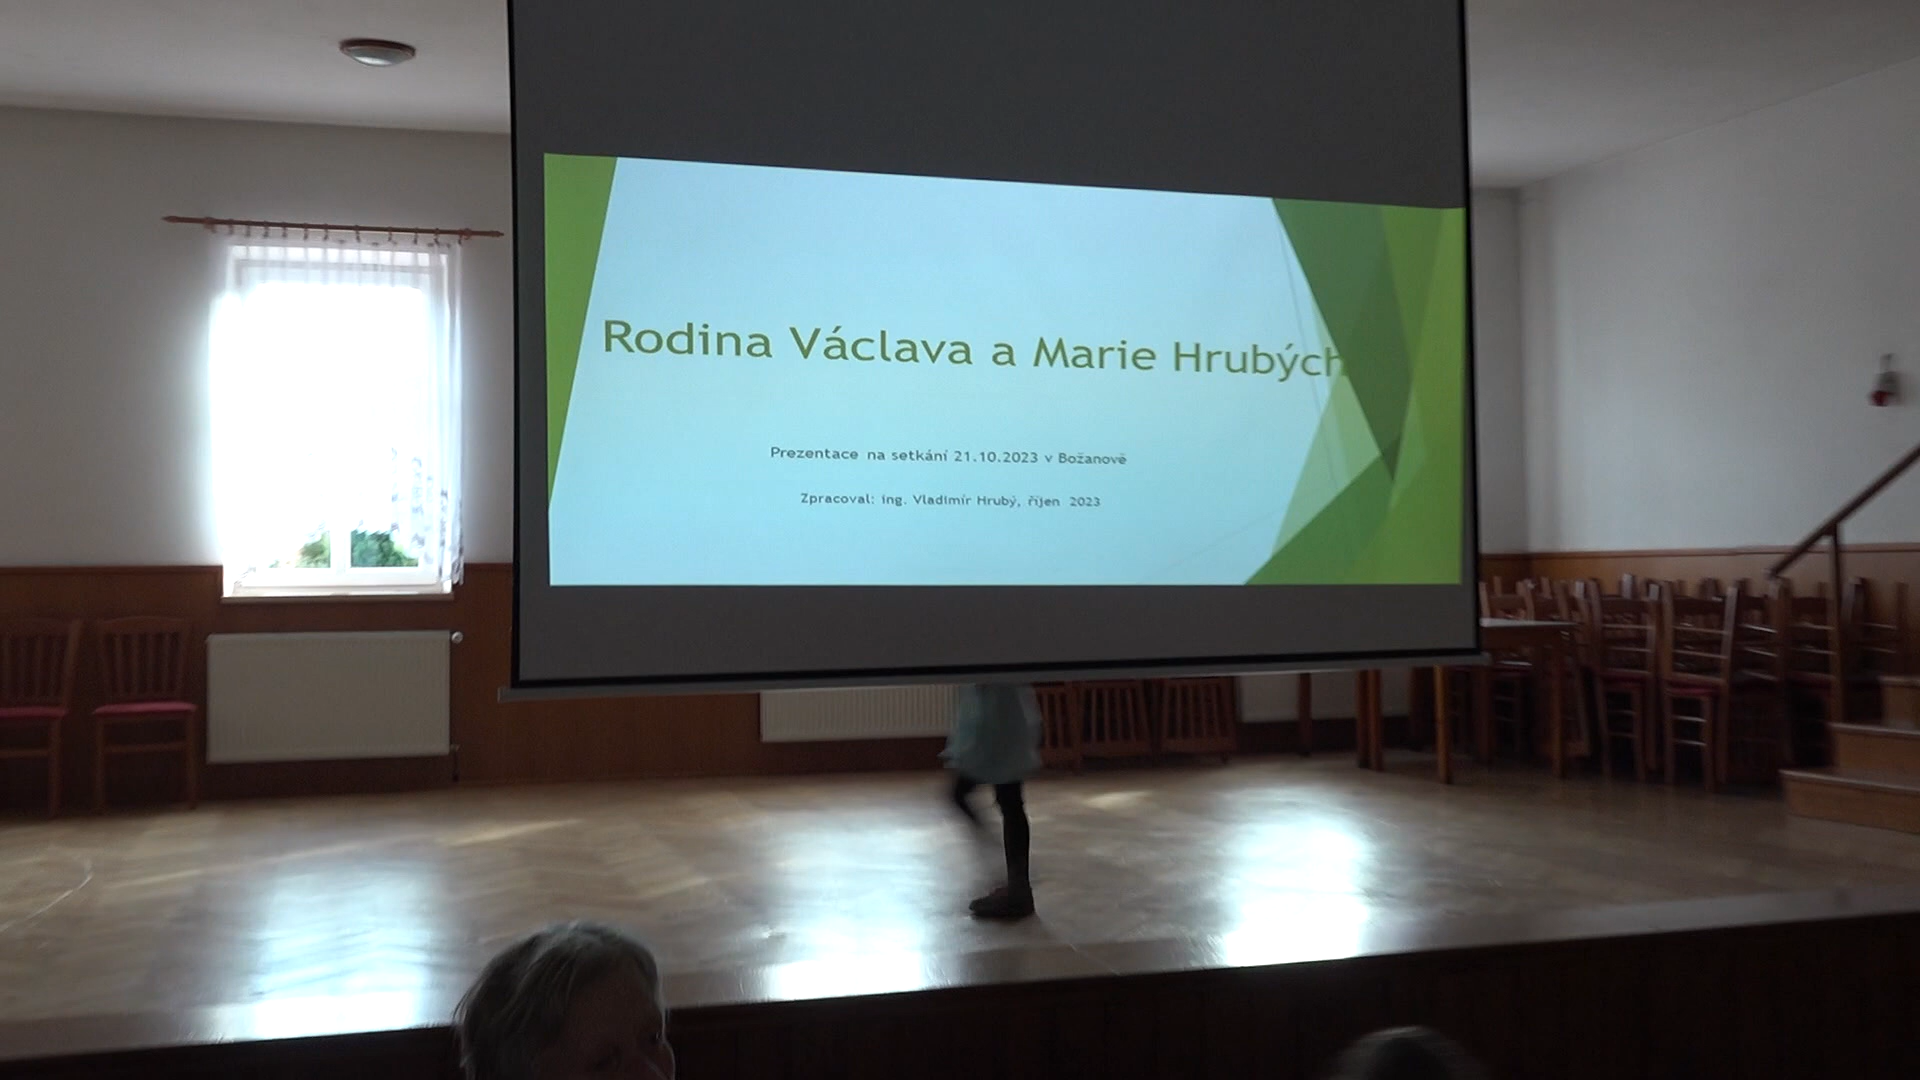 Rodina Václava a Marie Hrubých
Prezentace na setkání 21.10.2023 v Božanově
Zpracoval: ing. Vladimír Hrubý, říjen 2023